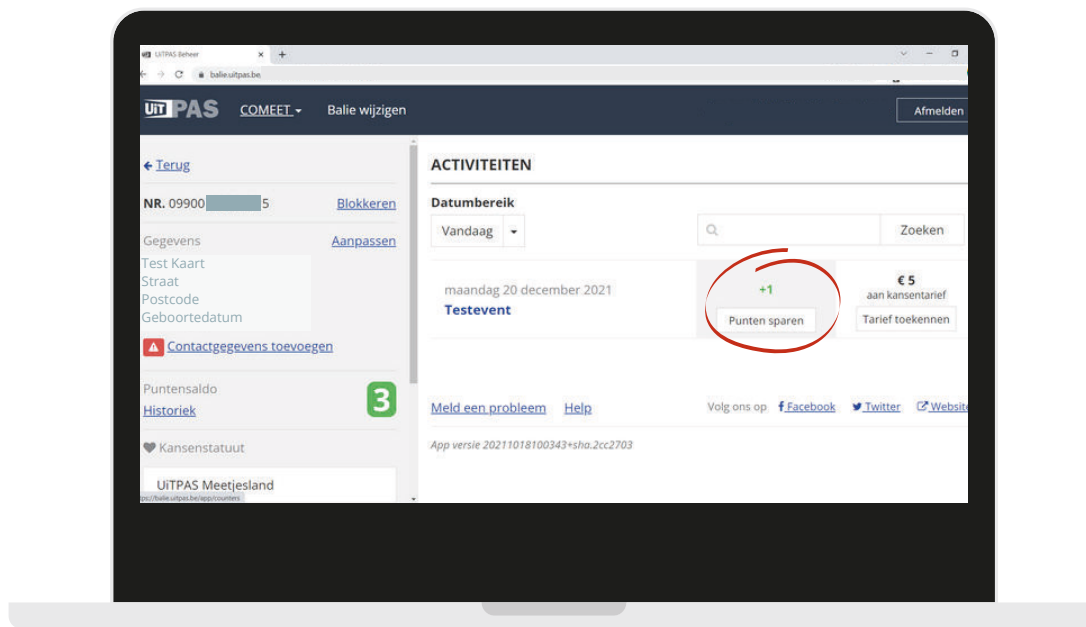 UiTPAS Beheer
balie.uitpas.be
UiTPAS COMEET Balie wijzigen Afmelden
Terug
NR. 09900 5 Blokkeren
Gegevens Aanpassen
Test Kaart
Straat
Postcode
Geboortedatum
Contactgegevens toevoegen
Puntensaldo
3
Historiek
Kansenstatuut
UiTPAS Meetjesland
ACTIVITEITEN
Datumbereik
Vandaag
Zoeken
maandag 20 december 2021
Testevent
+1
Punten sparen
€ 5
aan kansentarief
Tarief toekennen
Meld een probleem Help
Volg ons op Facebook Twitter Website
App versie 20211018100343+sha.2cc2703